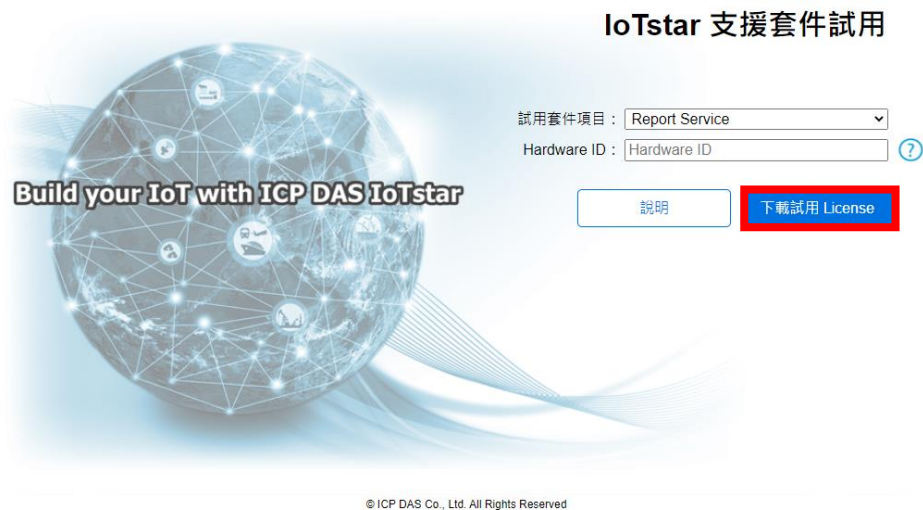 IoTstar 支援套件試用
試用套件項目： Report Service
Hardware ID： Hardware ID ?
Build your IoT with ICP DAS IoTstar
說明 下載試用 License
© ICP DAS Co., Ltd. All Rights Reserved